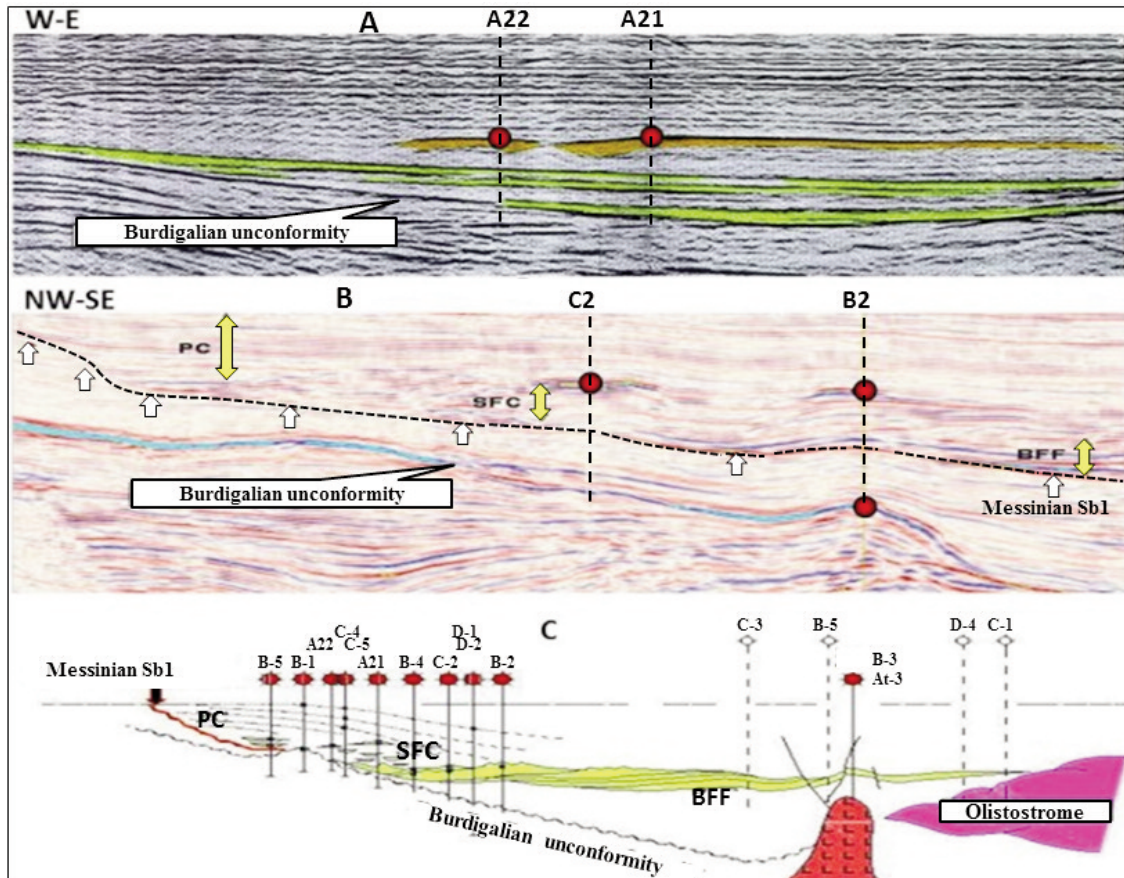 W-E A A22 A21
Burdigalian unconformity
NW-SE B C2 B2
PC
SFC
BFF
Burdigalian unconformity
Messinian Sb1
C
C-4 D-1 C-3 B-5 D-4 C-1
A22 C-5 D-2
Messinian Sb1 B-5 B-1 A21 B-4 C-2 B-2 B-3
At-3
PC
SFC
BFF
Olistostrome
Burdigalian unconformity